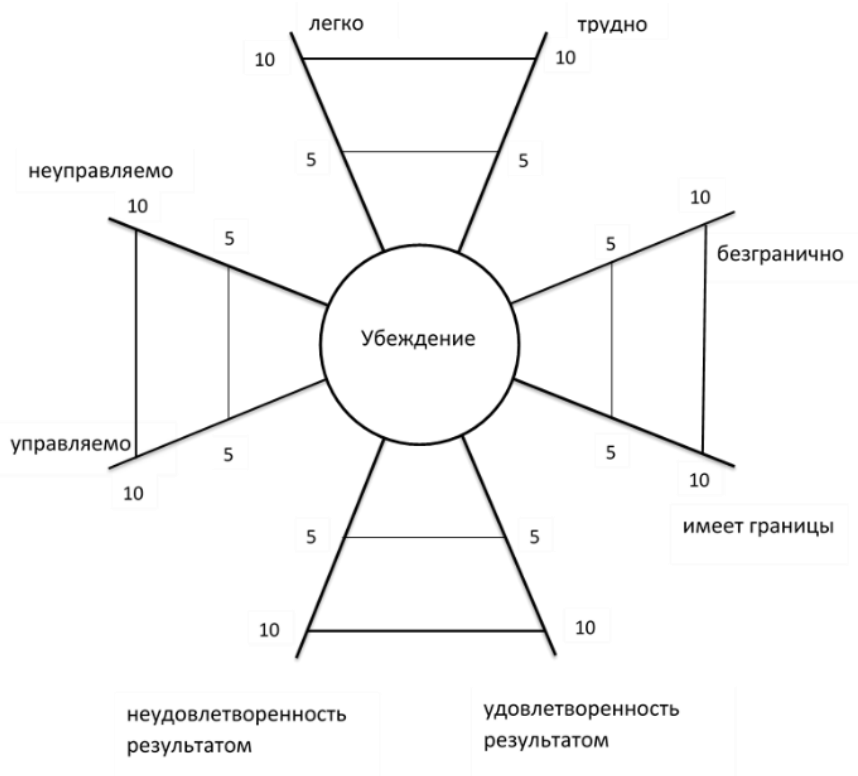 легко
трудно
10
10
5
5
неуправляемо
10
5
10
5
безгранично
Убеждение
управляемо
5
10
5
10
имеет границы
5
5
10
10
неудовлетворенность
результатом
удовлетворенность
результатом